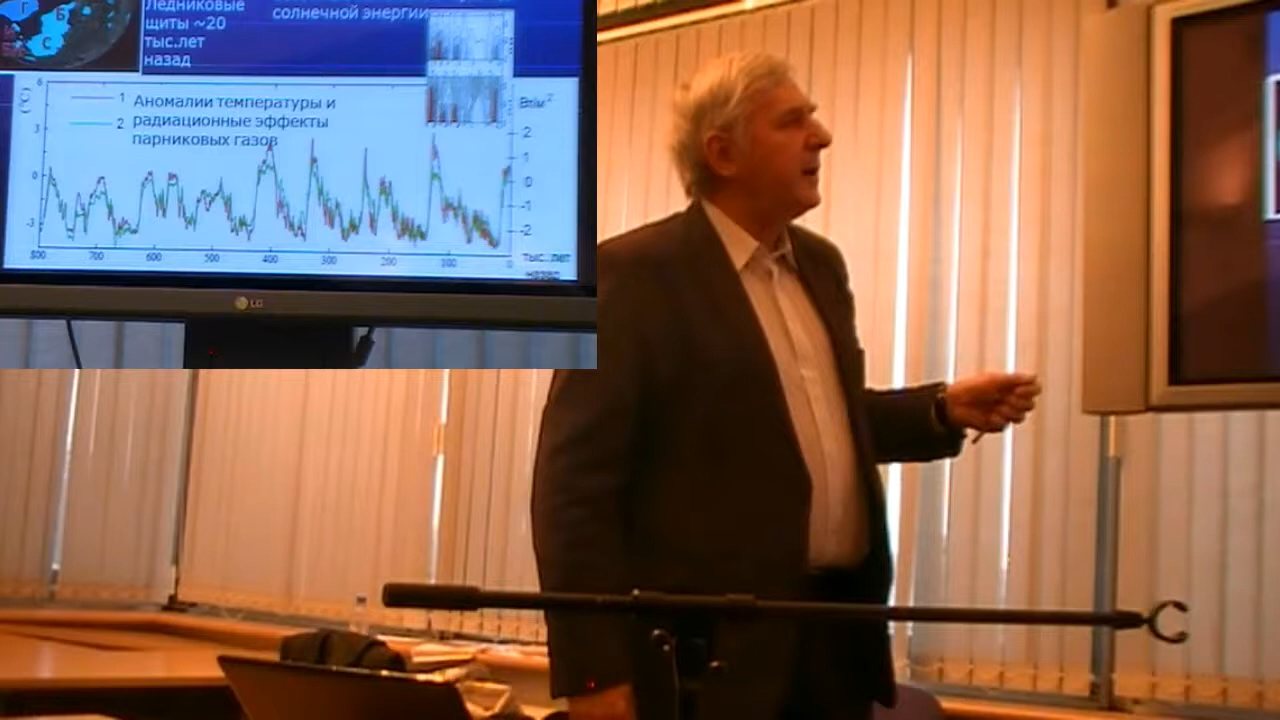 Г
Б
С
Ледниковые
щиты ~20
тыс.лет
назад
солнечной энергии
6
3
0
-3
1
Аномалии температуры и
2
радиационные эффекты
парниковых газов
Вт/м²
2
1
0
-1
-2
800 700 600 500 400 300 200 100 0
тыс. лет
назад
LG